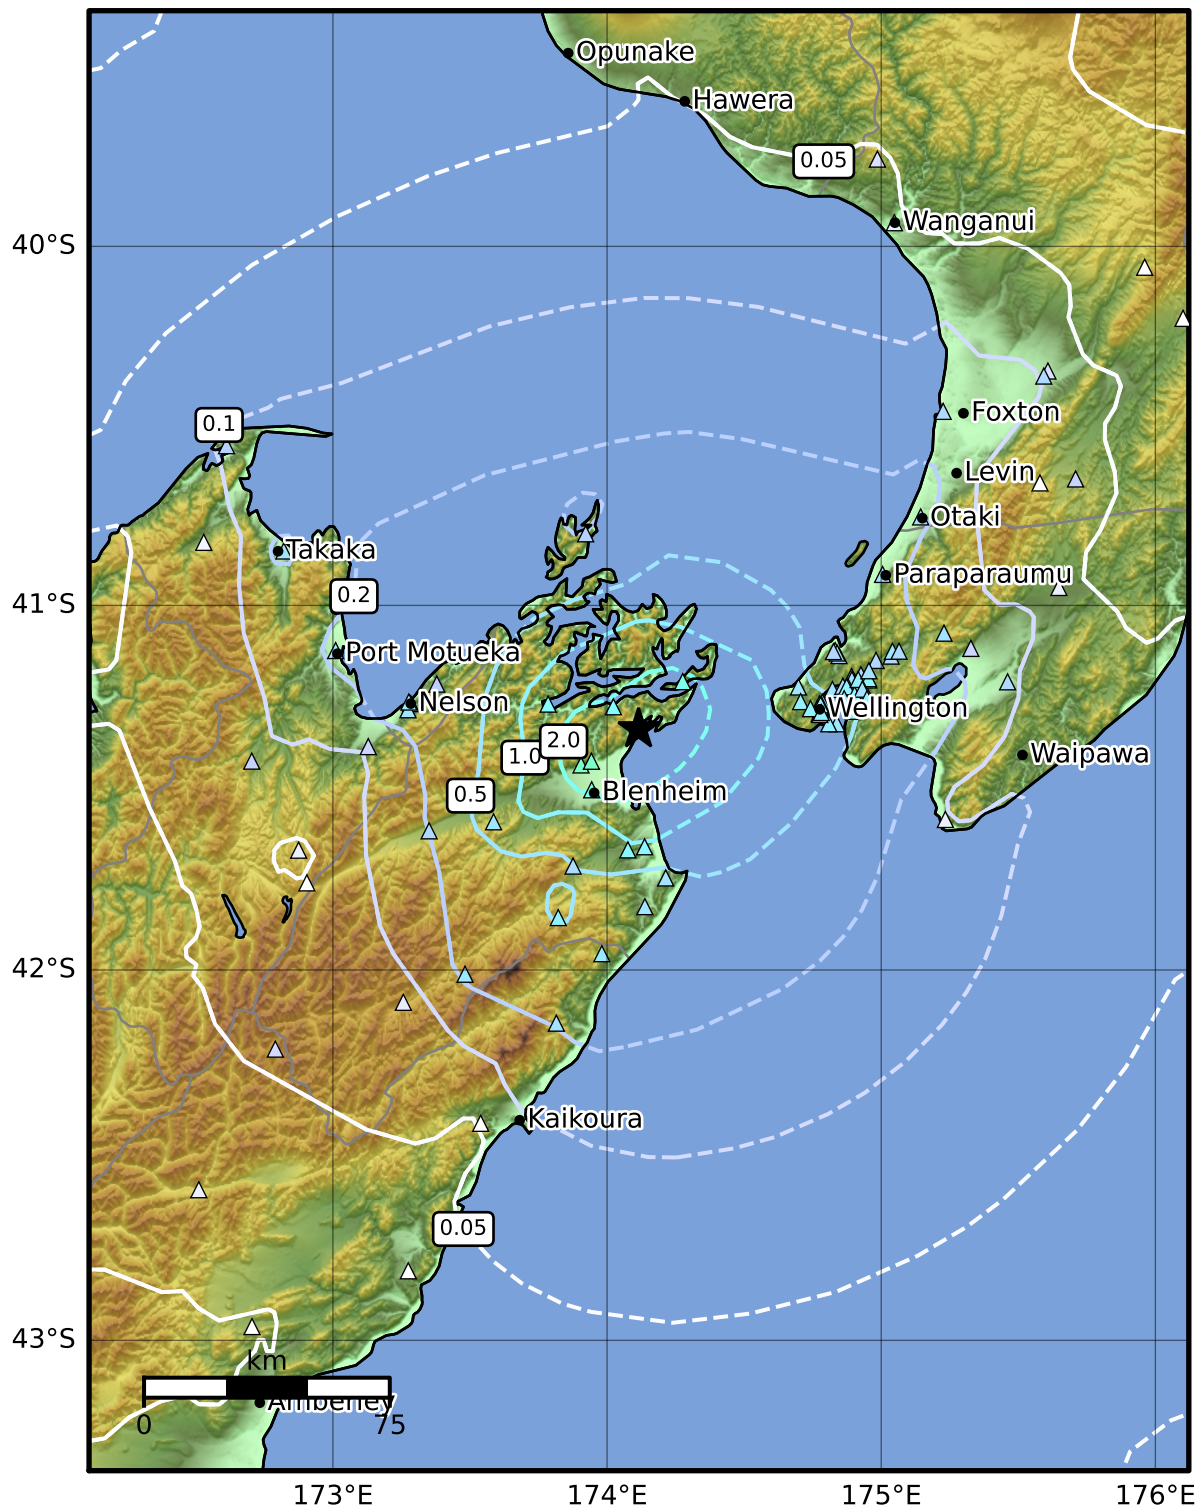 Opunake
Hawera
0.05
Wanganui
40°S
0.1
Foxton
Levin
Otaki
Takaka
Paraparaumu
0.2
41°S
Port Motueka
Nelson
Wellington
2.0
1.0
Waipawa
0.5
Blenheim
42°S
Kaikoura
0.05
43°S
km
Amberley
0
75
173°E
174°E
175°E
176°E